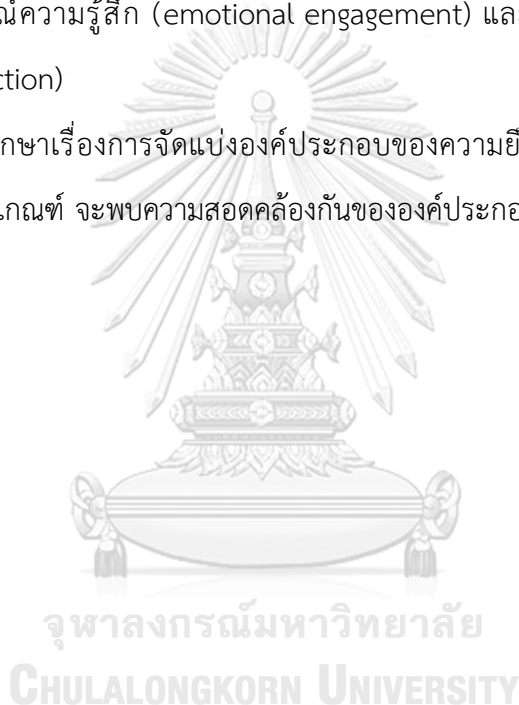 ณ์ความรู้สึก (emotional engagement) และ
ction)
กษาเรื่องการจัดแบ่งองค์ประกอบของความยึ
เกณฑ์ จะพบความสอดคล้องกันขององค์ประกอ
จุฬาลงกรณ์มหาวิทยาลัย
CHULALONGKORN UNIVERSITY